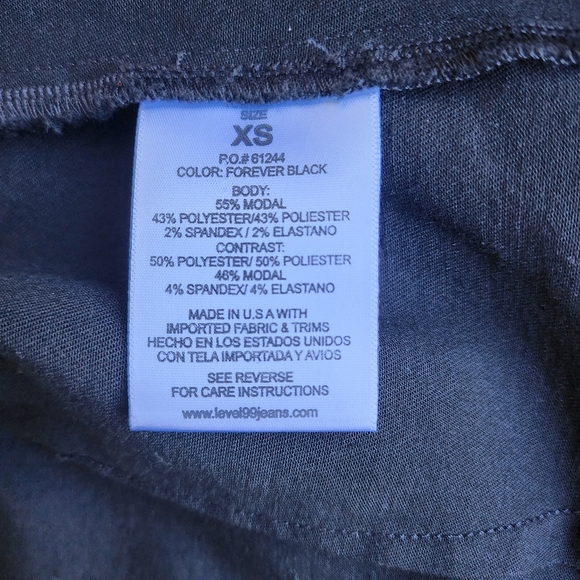 SIZE
XS
P.O.# 61244
COLOR: FOREVER BLACK
BODY:
55% MODAL
43% POLYESTER/43% POLIESTER
2% SPANDEX/ 2% ELASTANO
CONTRAST:
50% POLYESTER/ 50% POLIESTER
46% MODAL
4% SPANDEX/ 4% ELASTANO
MADE IN U.S A WITH
IMPORTED FABRIC & TRIMS
HECHO EN LOS ESTADOS UNIDOS
CON TELA IMPORTADA Y AVIOS
SEE REVERSE
FOR CARE INSTRUCTIONS
www.level99jeans.com